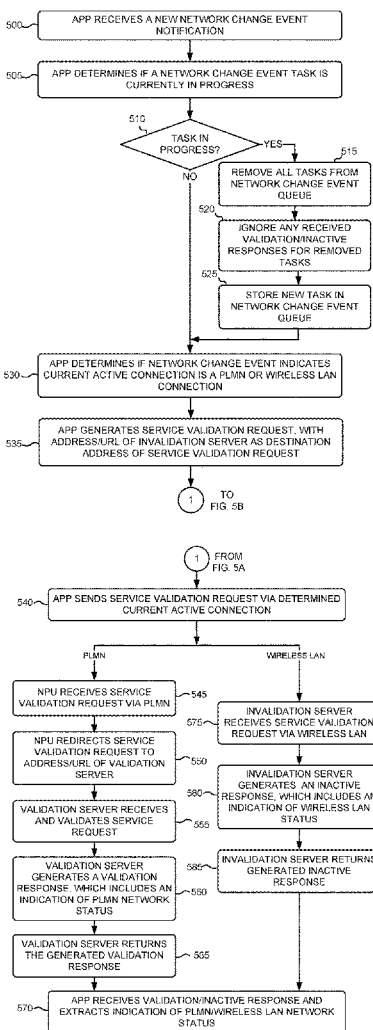 500
APP RECEIVES A NEW NETWORK CHANGE EVENT
NOTIFICATION
505
APP DETERMINES IF A NETWORK CHANGE EVENT TASK IS
CURRENTLY IN PROGRESS
510
TASK IN
PROGRESS?
YES
NO
515
REMOVE ALL TASKS FROM
NETWORK CHANGE EVENT
QUEUE
520
IGNORE ANY RECEIVED
VALIDATION/INACTIVE
RESPONSES FOR REMOVED
TASKS
525
STORE NEW TASK IN
NETWORK CHANGE EVENT
QUEUE
530
APP DETERMINES IF NETWORK CHANGE EVENT INDICATES
CURRENT ACTIVE CONNECTION IS A PLMN OR WIRELESS LAN
CONNECTION
535
APP GENERATES SERVICE VALIDATION REQUEST, WITH
ADDRESS/URL OF INVALIDATION SERVER AS DESTINATION
ADDRESS OF SERVICE VALIDATION REQUEST
1
TO
FIG. 5B
1
FROM
FIG. 5A
540
APP SENDS SERVICE VALIDATION REQUEST VIA DETERMINED
CURRENT ACTIVE CONNECTION
PLMN
WIRELESS LAN
NPU RECEIVES SERVICE
VALIDATION REQUEST VIA PLMN
545
NPU REDIRECTS SERVICE
VALIDATION REQUEST TO
ADDRESS/URL OF VALIDATION
SERVER
550
VALIDATION SERVER RECEIVES
AND VALIDATES SERVICE
REQUEST
555
VALIDATION SERVER
GENERATES A VALIDATION
RESPONSE, WHICH INCLUDES AN
INDICATION OF PLMN NETWORK
STATUS
560
VALIDATION SERVER RETURNS
THE GENERATED VALIDATION
RESPONSE
565
575
INVALIDATION SERVER
RECEIVES SERVICE VALIDATION
REQUEST VIA WIRELESS LAN
580
INVALIDATION SERVER
GENERATES AN INACTIVE
RESPONSE, WHICH INCLUDES AN
INDICATION OF WIRELESS LAN
STATUS
585
INVALIDATION SERVER RETURNS
GENERATED INACTIVE
RESPONSE
570
APP RECEIVES VALIDATION/INACTIVE RESPONSE AND
EXTRACTS INDICATION OF PLMN/WIRELESS LAN NETWORK
STATUS